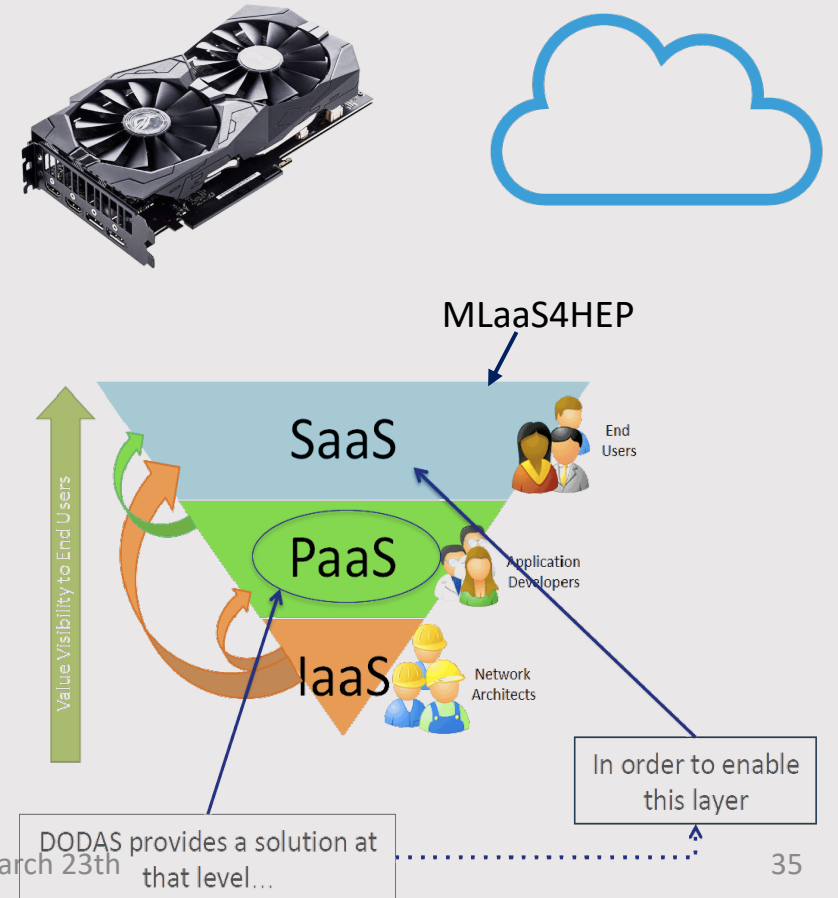 MLaaS4HEP
SaaS
End
Users
Value Visibility to End Users
PaaS
Application
Developers
IaaS
Network
Architects
In order to enable
this layer
DODAS provides a solution at
that level...
arch 23th
35